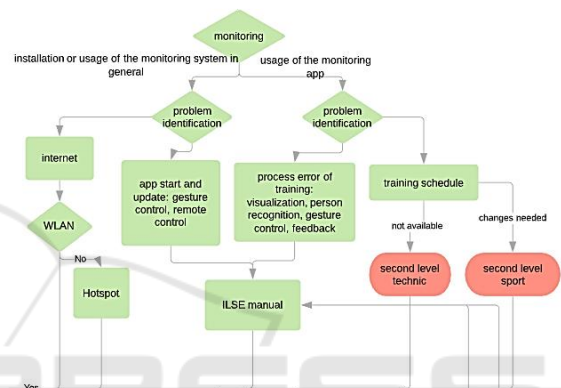 monitoring
installation or usage of the monitoring system in
general
usage of the monitoring
app
problem
identification
problem
identification
internet
app start and
update: gesture
control, remote
control
process error of
training:
visualization, person
recognition, gesture
control, feedback
training schedule
WLAN
not available
changes needed
No
Hotspot
ILSE manual
second level
technic
second level
sport
Yes